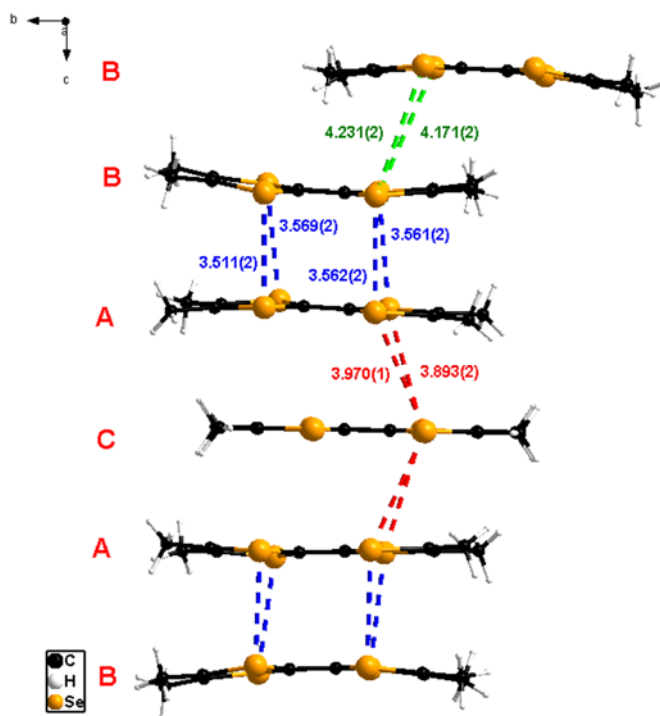 b
a
c
B
4.231(2) 4.171(2)
B
3.569(2) 3.561(2)
3.511(2) 3.562(2)
A
3.970(1) 3.893(2)
C
A
B
C
H
Se